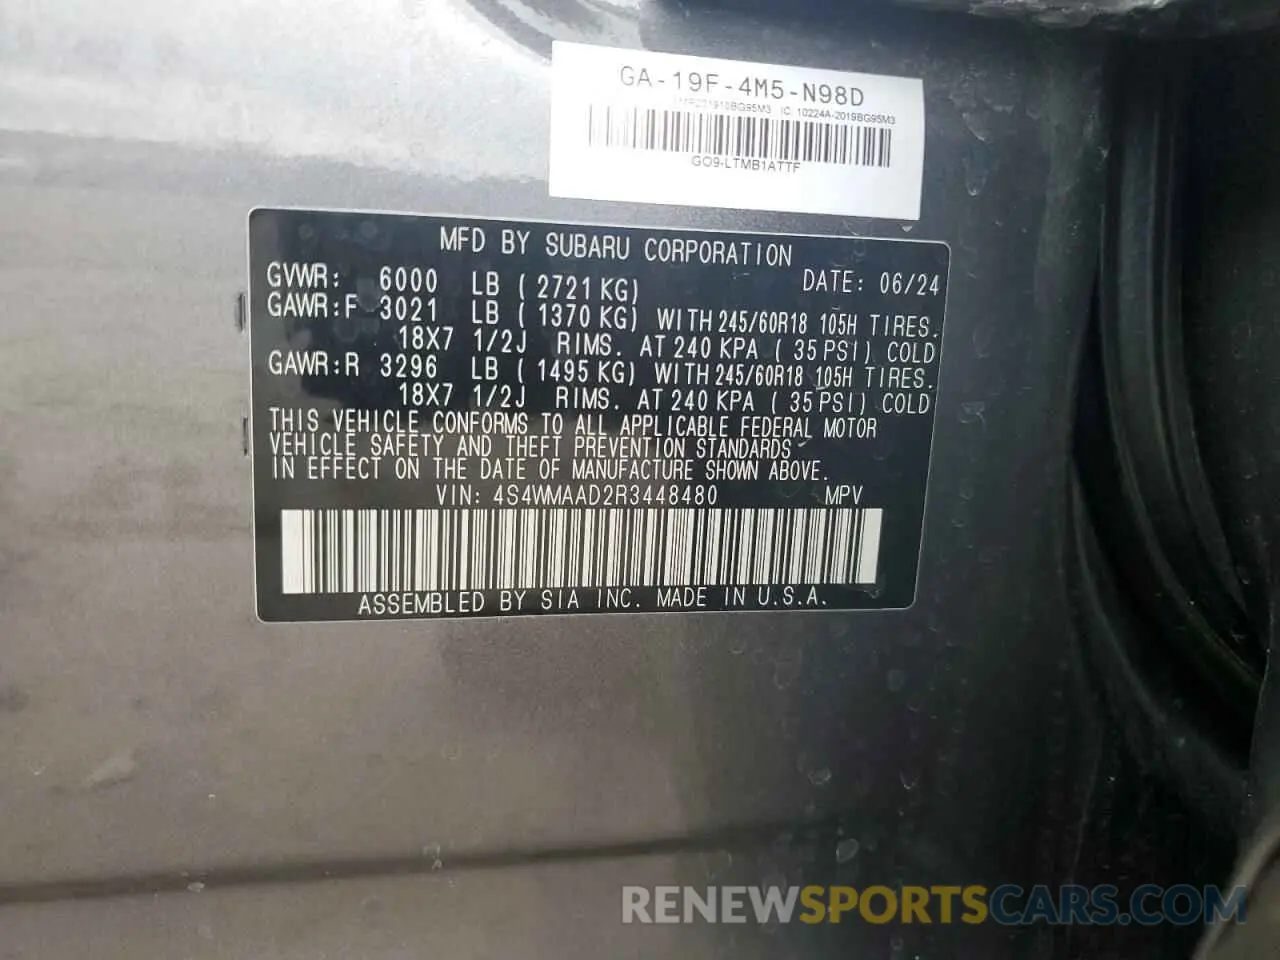 GA-19F-4M5-N98D
IC: 10224A-2019BG95M3
GO9-LTMB1ATTF
MFD BY SUBARU CORPORATION
GVWR: 6000 LB ( 2721 KG) DATE: 06/24
GAWR:F 3021 LB ( 1370 KG) WITH 245/60R18 105H TIRES.
18X7 1/2J RIMS. AT 240 KPA ( 35 PSI) COLD
GAWR:R 3296 LB ( 1495 KG) WITH 245/60R18 105H TIRES.
18X7 1/2J RIMS. AT 240 KPA ( 35 PSI) COLD
THIS VEHICLE CONFORMS TO ALL APPLICABLE FEDERAL MOTOR
VEHICLE SAFETY AND THEFT PREVENTION STANDARDS
IN EFFECT ON THE DATE OF MANUFACTURE SHOWN ABOVE.
VIN: 4S4WMAAD2R3448480 MPV
ASSEMBLED BY SIA INC. MADE IN U.S.A.
RENEWSPORTSCARS.COM